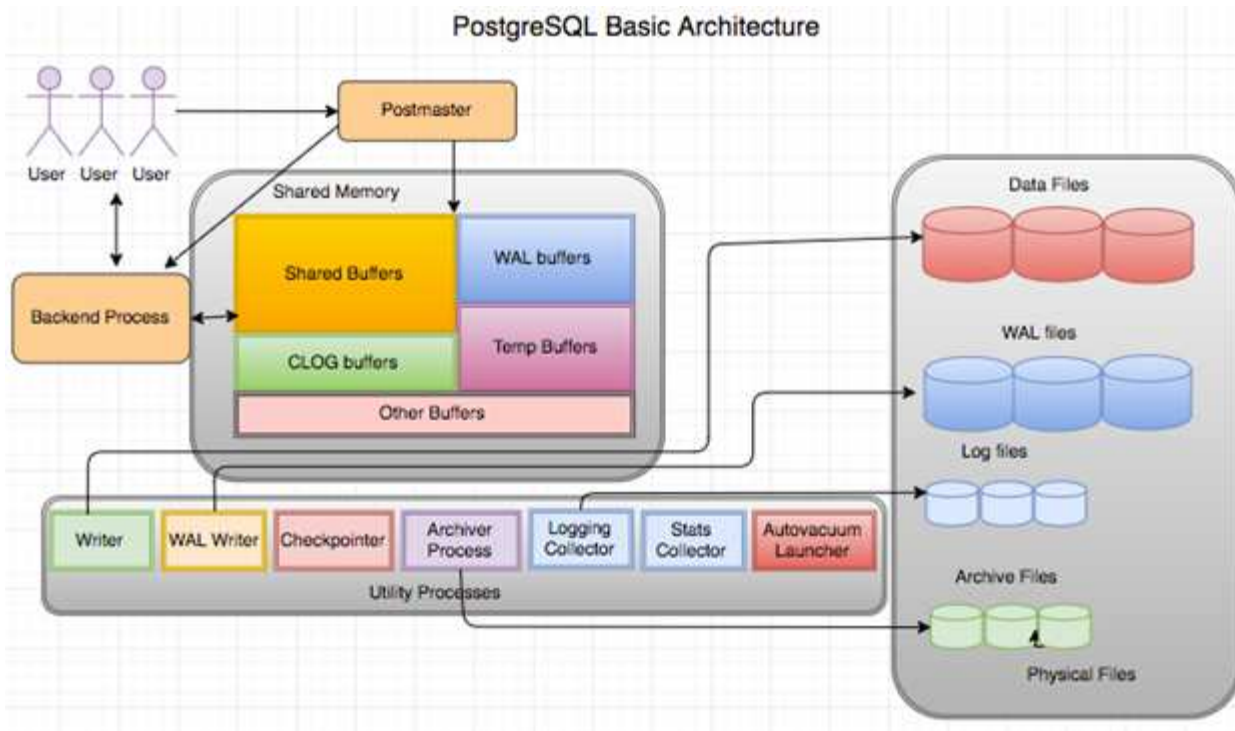 PostgreSQL Basic Architecture
Postmaster
User User User
Shared Memory
Data Files
Shared Buffers
WAL buffers
Backend Process
WAL files
Temp Buffers
CLOG buffers
Other Buffers
Log files
Writer
WAL Writer
Checkpointer
Archiver
Process
Logging
Collector
Stats
Collector
Autovacuum
Launcher
Utility Processes
Archive Files
Physical Files